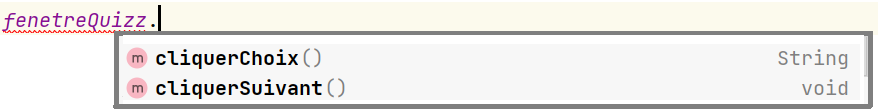 fenetreQuizz.
m cliquerChoix() String
m cliquerSuivant() void